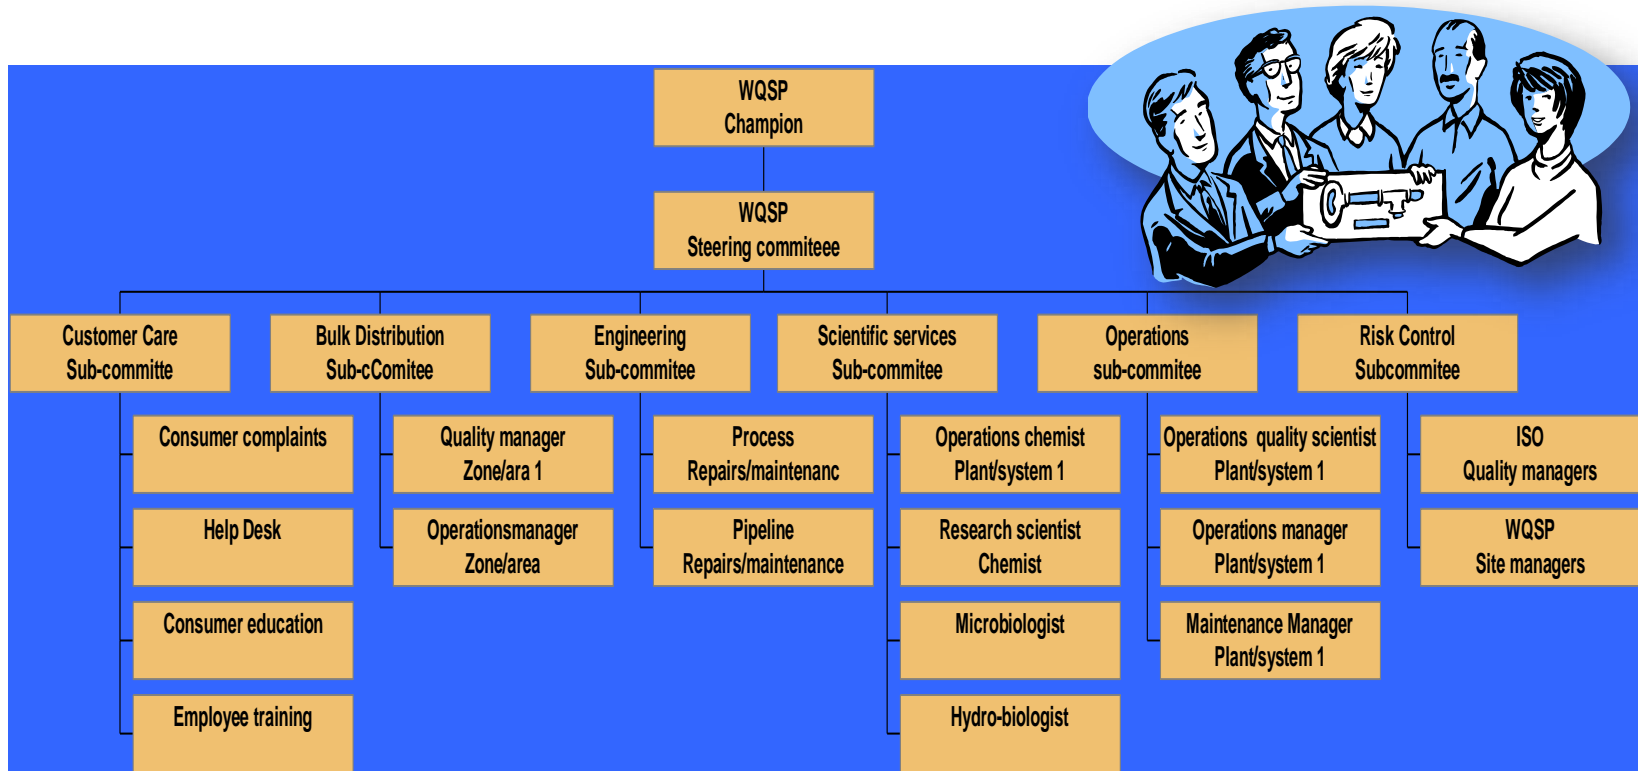 WQSP
Champion
WQSP
Steering commiteee
Customer Care
Sub-committe
Bulk Distribution
Sub-cComitee
Engineering
Sub-commitee
Scientific services
Sub-commitee
Operations
sub-commitee
Risk Control
Subcommitee
Consumer complaints
Help Desk
Consumer education
Employee training
Quality manager
Zone/ara 1
Operationsmanager
Zone/area
Process
Repairs/maintenanc
Pipeline
Repairs/maintenance
Operations chemist
Plant/system 1
Research scientist
Chemist
Microbiologist
Hydro-biologist
Operations  quality scientist
Plant/system 1
Operations manager
Plant/system 1
Maintenance Manager
Plant/system 1
ISO
Quality managers
WQSP
Site managers